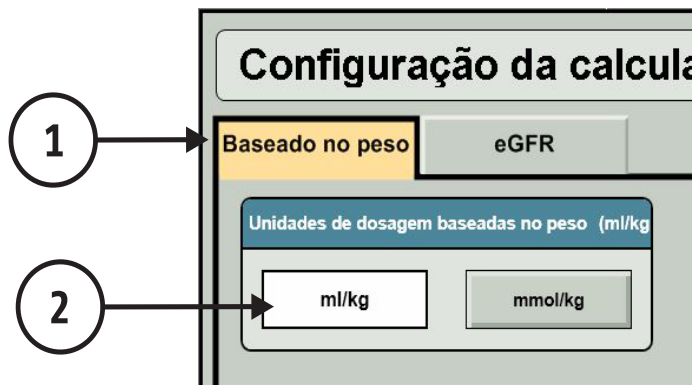 Configuração da calcula
1
Baseado no peso
eGFR
Unidades de dosagem baseadas no peso (ml/kg
2
ml/kg
mmol/kg